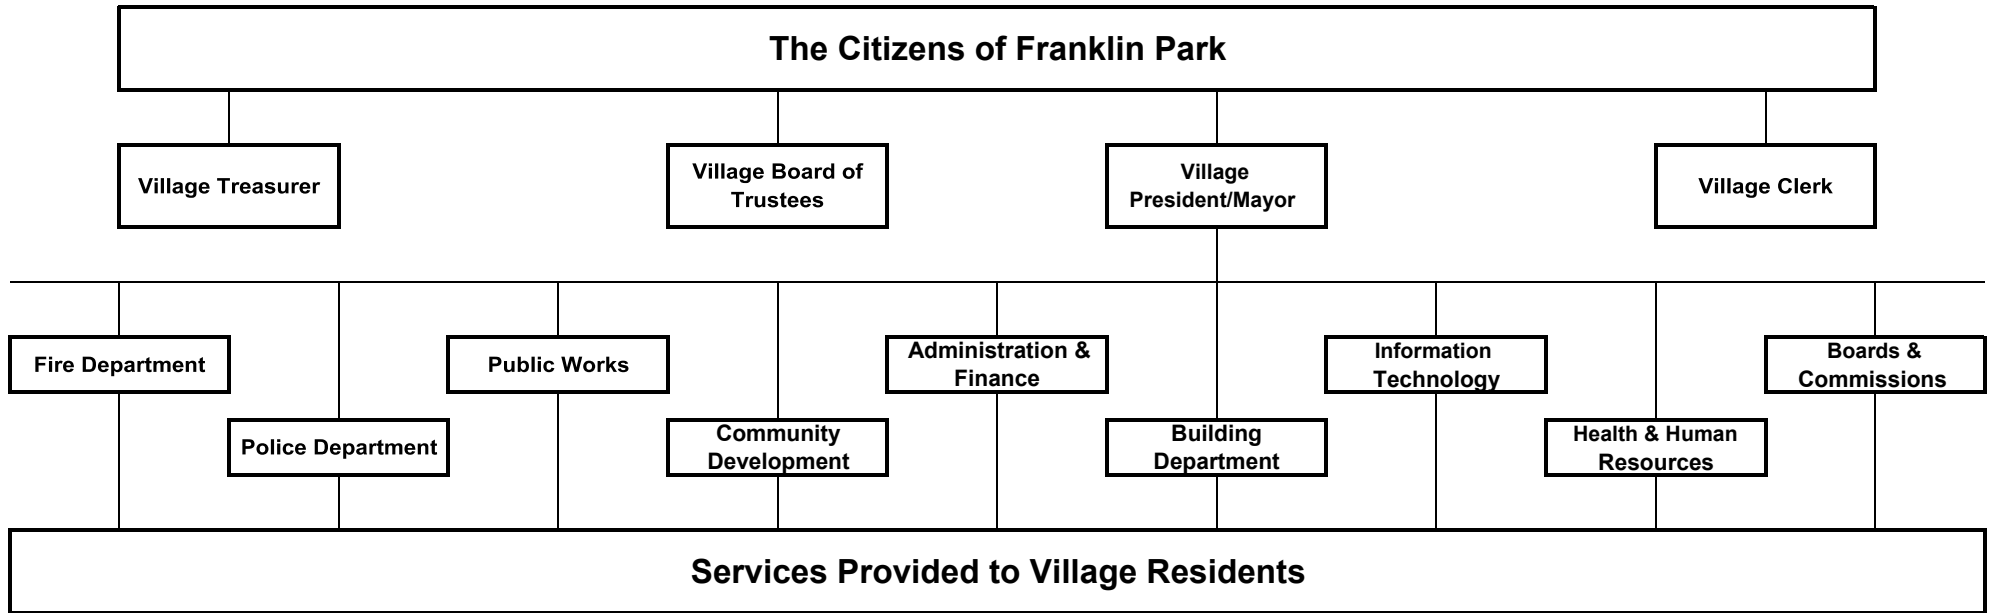 The Citizens of Franklin Park
Village Treasurer
Village Board of
Trustees
Village
President/Mayor
Village Clerk
Fire Department
Public Works
Administration &
Finance
Information
Technology
Boards &
Commissions
Police Department
Community
Development
Building
Department
Health & Human
Resources
Services Provided to Village Residents